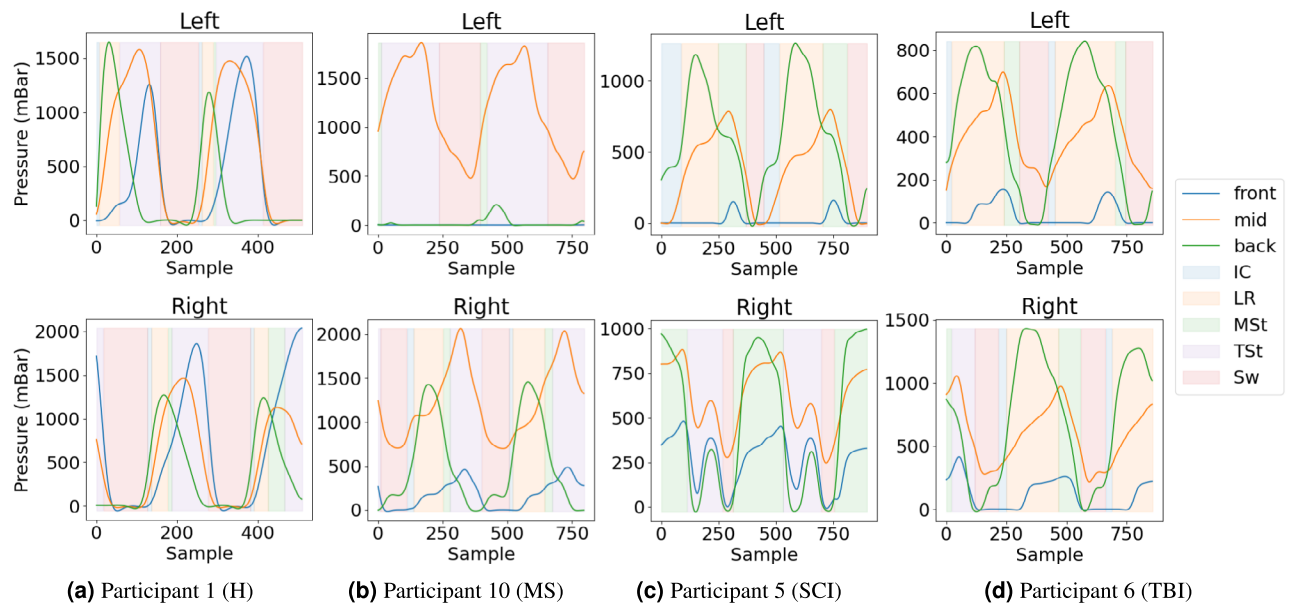 Left Left Left Left
Pressure (mBar)
1500
1000
500
0
0 200 400
Sample
1500
1000
500
0
0 250 500 750
Sample
1000
500
0
0 250 500 750
Sample
800
600
400
200
0
0 250 500 750
Sample
front
mid
back
IC
LR
MSt
TSt
Sw
Right Right Right Right
Pressure (mBar)
2000
1500
1000
500
0
0 200 400
Sample
2000
1500
1000
500
0
0 250 500 750
Sample
1000
750
500
250
0
0 250 500 750
Sample
1500
1000
500
0
0 250 500 750
Sample
(a) Participant 1 (H) (b) Participant 10 (MS) (c) Participant 5 (SCI) (d) Participant 6 (TBI)